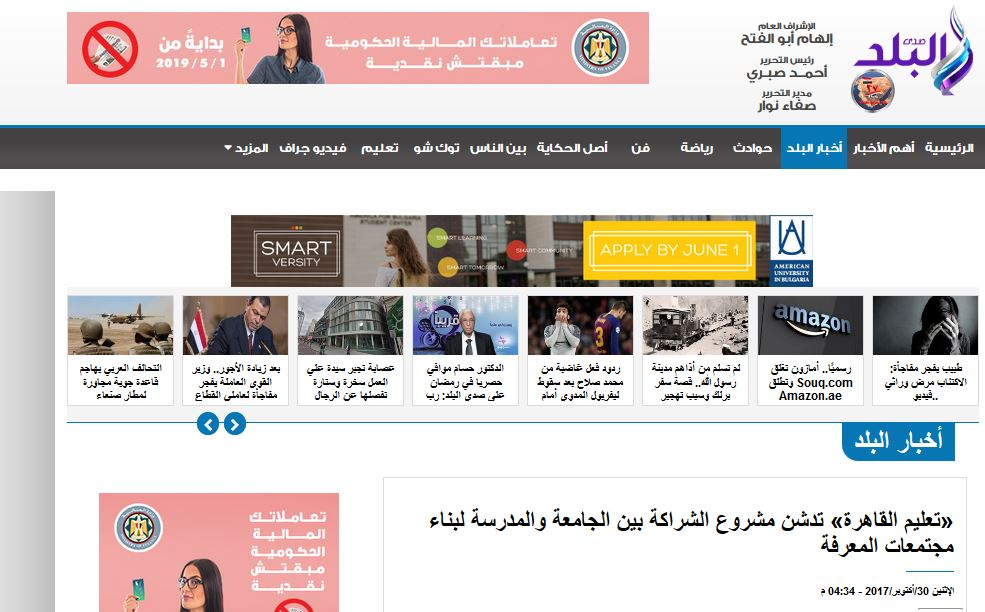 تعاملاتك المالية الحكومية
مبقتش نقدية
بدايةً من
2019/5/1
الإشراف العام
إلهام أبو الفتح
رئيس التحرير
أحمد صبري
مدير التحرير
صفاء نوار
صدى
البلد
الرئيسية
أهم الأخبار
أخبار البلد
حوادث
رياضة
فن
أصل الحكاية
بين الناس
توك شو
تعليم
فيديو جراف
المزيد
SMART
VERSITY
SMART LEARNING
SMART COMMUNITY
SMART TOMORROW
APPLY BY JUNE 1
AMERICAN
UNIVERSITY
IN BULGARIA
amazon
طبيب يفجر مفاجأة:
الاكتئاب مرض وراثي
..فيديو
رسميًا.. أمازون تغلق
Souq.com وتطلق
Amazon.ae
لم تسلم من أذاهم مدينة
رسول الله.. قصة سفر
برلك وسبب تهجير
ردود فعل غاضبة من
محمد صلاح بعد سقوط
ليفربول المدوي أمام
قريبا
الدكتور حسام موافي
حصريا في رمضان
على صدى البلد: رب
عصابة تجبر سيدة علي
العمل سخرة وستارة
تفصلها عن الرجال
بعد زيادة الأجور.. وزير
القوى العاملة يفجر
مفاجأة لعاملى القطاع
التحالف العربي يهاجم
قاعدة جوية مجاورة
لمطار صنعاء
أخبار البلد
«تعليم القاهرة» تدشن مشروع الشراكة بين الجامعة والمدرسة لبناء
مجتمعات المعرفة
الإثنين 30/أكتوبر/2017 - 04:34 م
تعاملاتك
المالية
الحكومية
مبقتش
نقدية